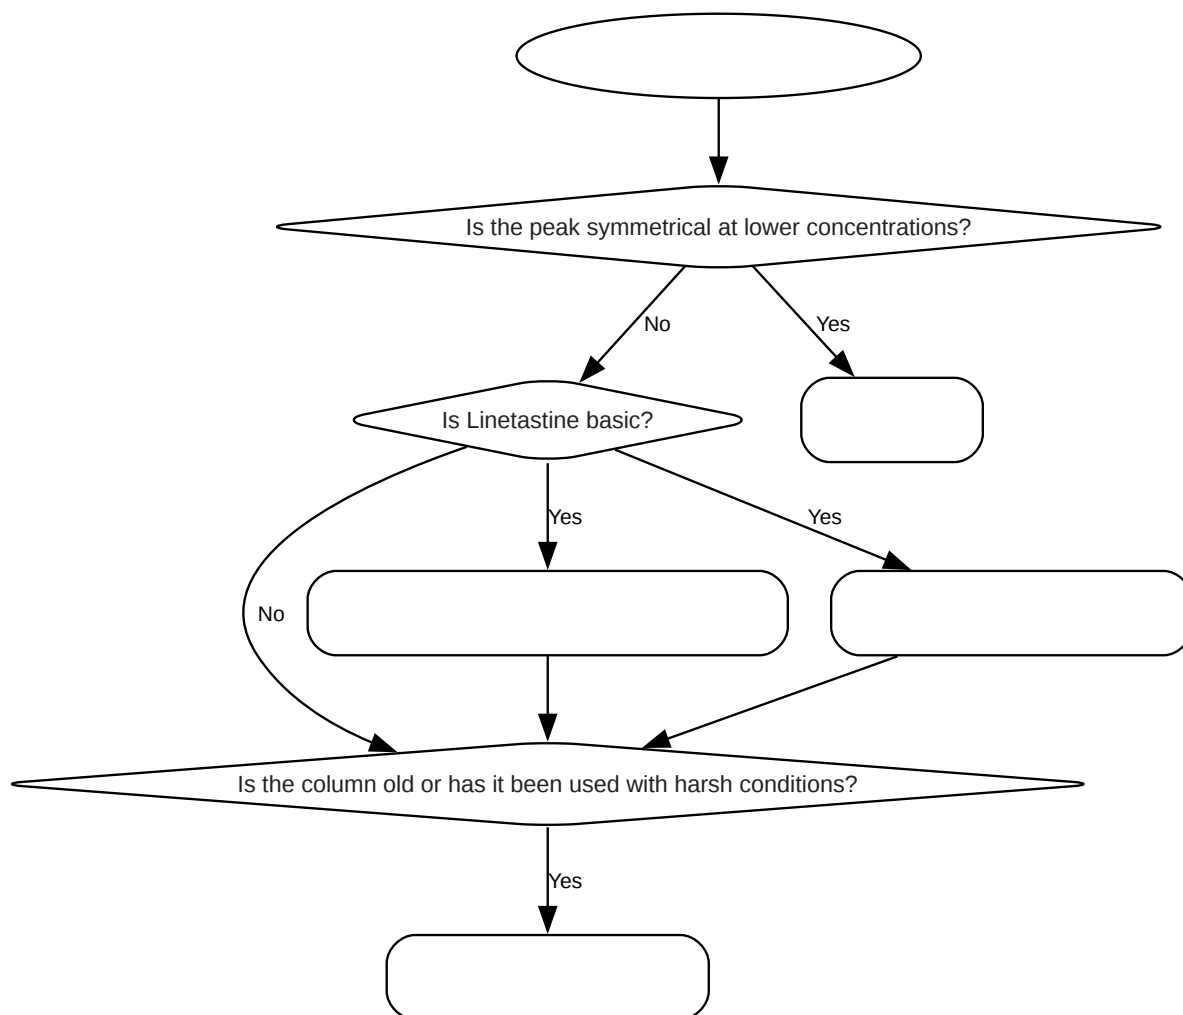 Is the peak symmetrical at lower concentrations?
No
Yes
Is Linetastine basic?
Yes
Yes
No
Is the column old or has it been used with harsh conditions?
Yes